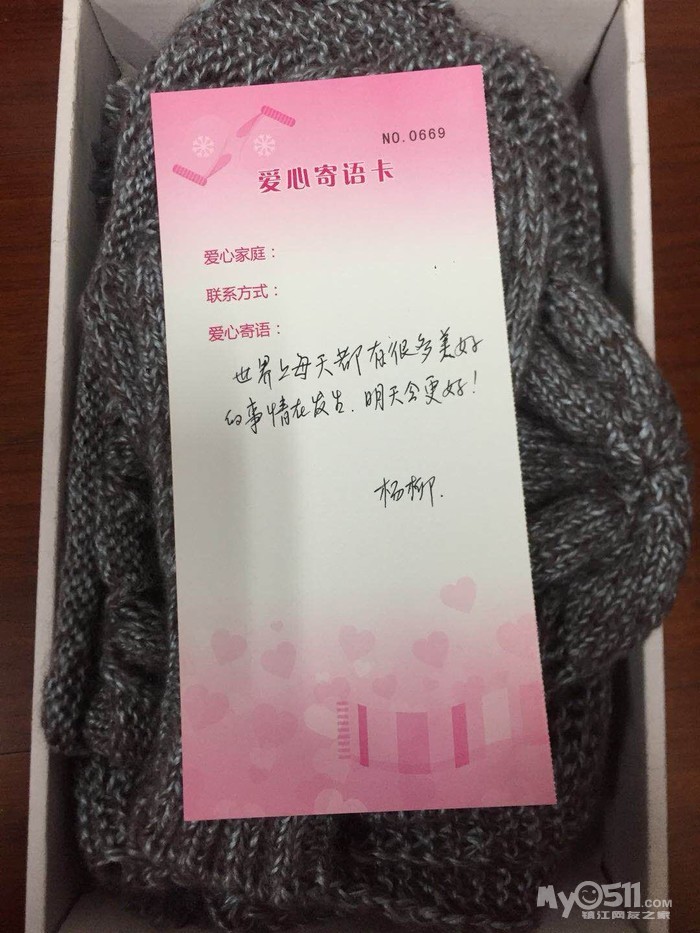 NO.0669
爱心寄语卡
爱心家庭：
联系方式：
爱心寄语：
世界上每天都有很多美好
的事情在发生.明天会更好!
杨柳.
My0511.COM
镇江网友之家